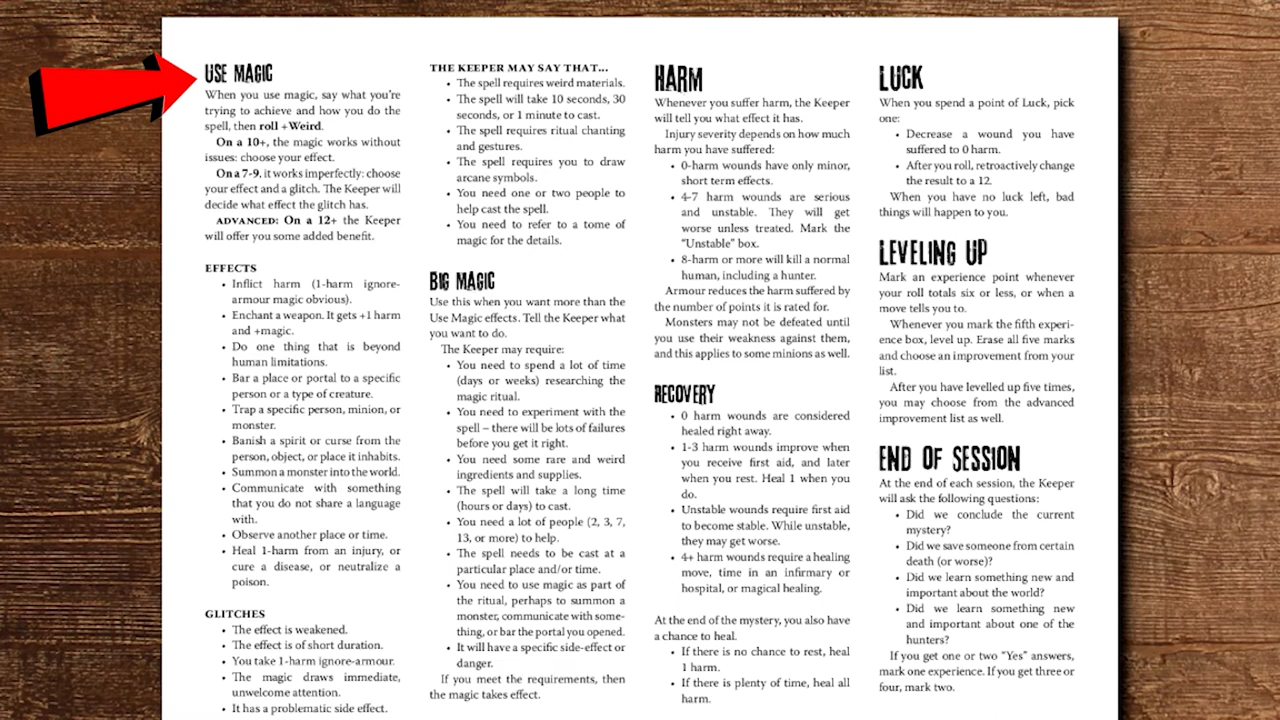 USE MAGIC
When you use magic, say what you're
trying to achieve and how you do the
spell, then roll +Weird.
On a 10+, the magic works without
issues: choose your effect.
On a 7-9, it works imperfectly: choose
your effect and a glitch. The Keeper will
decide what effect the glitch has.
ADVANCED: On a 12+ the Keeper
will offer you some added benefit.
EFFECTS
• Inflict harm (1-harm ignore-
armour magic obvious).
• Enchant a weapon. It gets +1 harm
and +magic.
• Do one thing that is beyond
human limitations.
• Bar a place or portal to a specific
person or a type of creature.
• Trap a specific person, minion, or
monster.
• Banish a spirit or curse from the
person, object, or place it inhabits.
• Summon a monster into the world.
• Communicate with something
that you do not share a language
with.
• Observe another place or time.
• Heal 1-harm from an injury, or
cure a disease, or neutralize a
poison.
GLITCHES
• The effect is weakened.
• The effect is of short duration.
• You take 1-harm ignore-armour.
• The magic draws immediate,
unwelcome attention.
• It has a problematic side effect.
THE KEEPER MAY SAY THAT...
• The spell requires weird materials.
• The spell will take 10 seconds, 30
seconds, or 1 minute to cast.
• The spell requires ritual chanting
and gestures.
• The spell requires you to draw
arcane symbols.
• You need one or two people to
help cast the spell.
• You need to refer to a tome of
magic for the details.
BIG MAGIC
Use this when you want more than the
Use Magic effects. Tell the Keeper what
you want to do.
The Keeper may require:
• You need to spend a lot of time
(days or weeks) researching the
magic ritual.
• You need to experiment with the
spell – there will be lots of failures
before you get it right.
• You need some rare and weird
ingredients and supplies.
• The spell will take a long time
(hours or days) to cast.
• You need a lot of people (2, 3, 7,
13, or more) to help.
• The spell needs to be cast at a
particular place and/or time.
• You need to use magic as part of
the ritual, perhaps to summon a
monster, communicate with some-
thing, or bar the portal you opened.
• It will have a specific side-effect or
danger.
If you meet the requirements, then
the magic takes effect.
HARM
Whenever you suffer harm, the Keeper
will tell you what effect it has.
Injury severity depends on how much
harm you have suffered:
• 0-harm wounds have only minor,
short term effects.
• 4-7 harm wounds are serious
and unstable. They will get
worse unless treated. Mark the
"Unstable" box.
• 8-harm or more will kill a normal
human, including a hunter.
Armour reduces the harm suffered by
the number of points it is rated for.
Monsters may not be defeated until
you use their weakness against them,
and this applies to some minions as well.
RECOVERY
• 0 harm wounds are considered
healed right away.
• 1-3 harm wounds improve when
you receive first aid, and later
when you rest. Heal 1 when you
do.
• Unstable wounds require first aid
to become stable. While unstable,
they may get worse.
• 4+ harm wounds require a healing
move, time in an infirmary or
hospital, or magical healing.
At the end of the mystery, you also have
a chance to heal.
• If there is no chance to rest, heal
1 harm.
• If there is plenty of time, heal all
harm.
LUCK
When you spend a point of Luck, pick
one:
• Decrease a wound you have
suffered to 0 harm.
• After you roll, retroactively change
the result to a 12.
When you have no luck left, bad
things will happen to you.
LEVELING UP
Mark an experience point whenever
your roll totals six or less, or when a
move tells you to.
Whenever you mark the fifth experi-
ence box, level up. Erase all five marks
and choose an improvement from your
list.
After you have levelled up five times,
you may choose from the advanced
improvement list as well.
END OF SESSION
At the end of each session, the Keeper
will ask the following questions:
• Did we conclude the current
mystery?
• Did we save someone from certain
death (or worse)?
• Did we learn something new and
important about the world?
• Did we learn something new
and important about one of the
hunters?
If you get one or two "Yes" answers,
mark one experience. If you get three or
four, mark two.